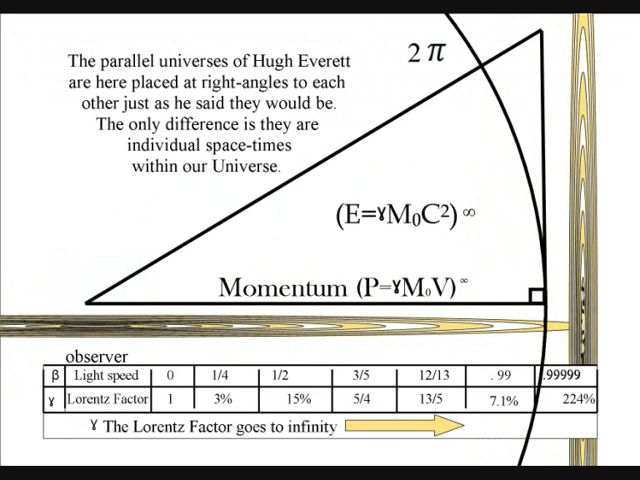 The parallel universes of Hugh Everett
are here placed at right-angles to each
other just as he said they would be.
The only difference is they are
individual space-times
within our Universe.
2 π
(E=ɤM₀C²) ∞
Momentum (P=ɤM₀V) ∞
observer
β Light speed 0 1/4 1/2 3/5 12/13 . 99 .99999
ɤ Lorentz Factor 1 3% 15% 5/4 13/5 7.1% 224%
ɤ The Lorentz Factor goes to infinity